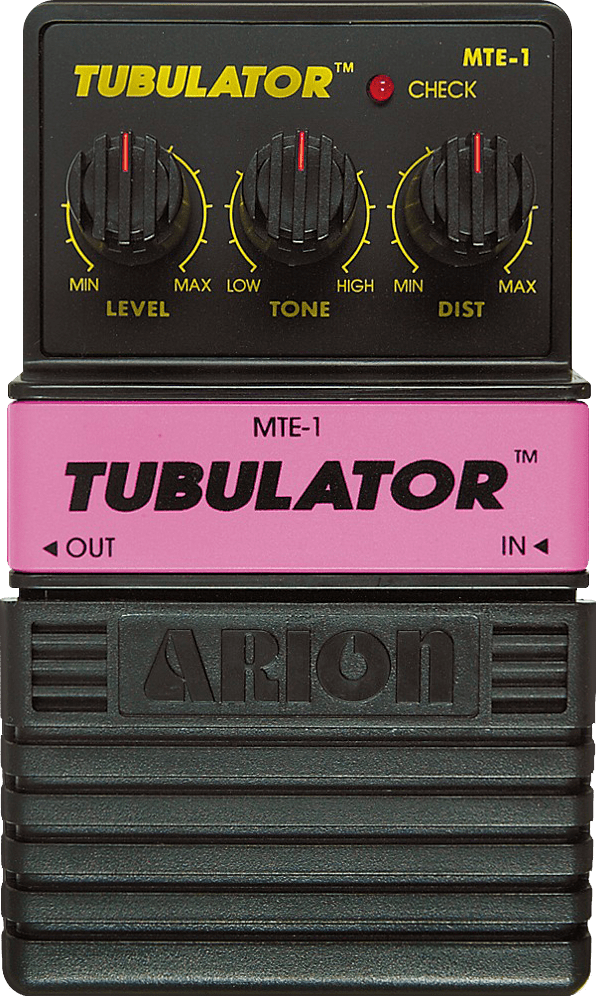 TUBULATOR™
MTE-1
CHECK
MIN MAX LOW HIGH MIN MAX
LEVEL TONE DIST
MTE-1
TUBULATOR™
◄ OUT IN ◄
ARION